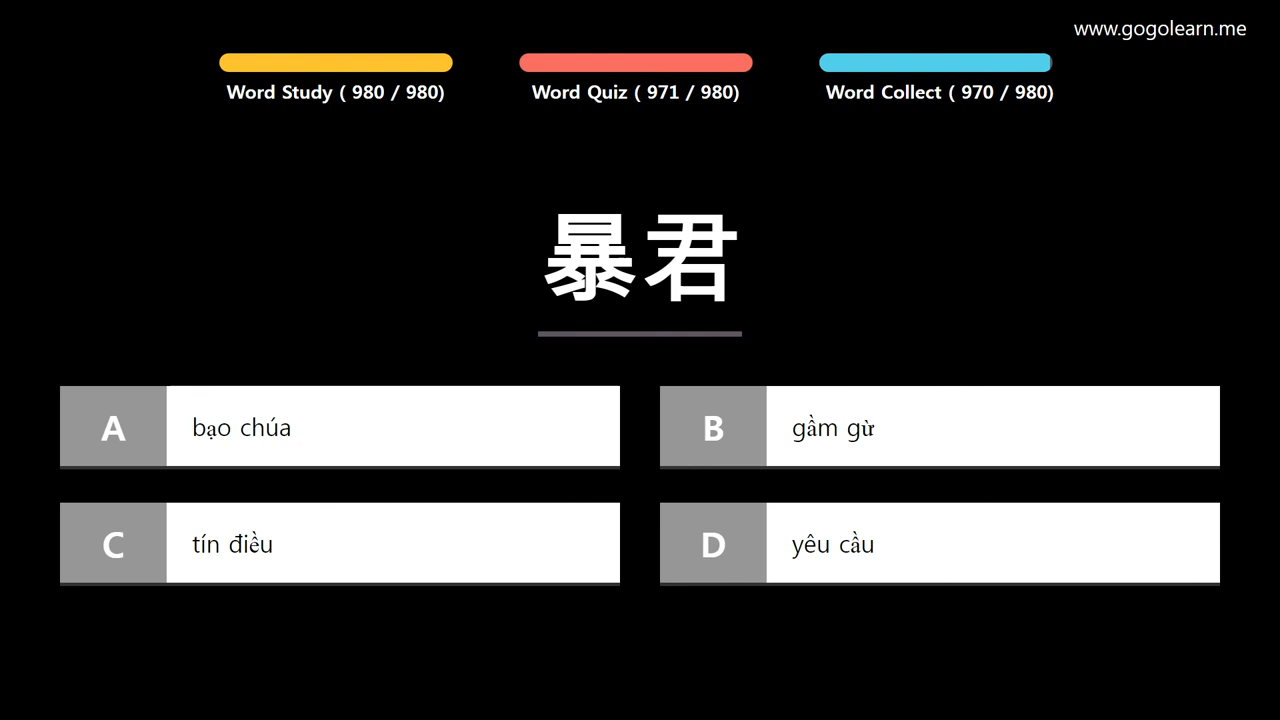 www.gogolearn.me
Word Study ( 980 / 980)
Word Quiz ( 971 / 980)
Word Collect ( 970 / 980)
暴君
A
bạo chúa
B
gầm gừ
C
tín điều
D
yêu cầu